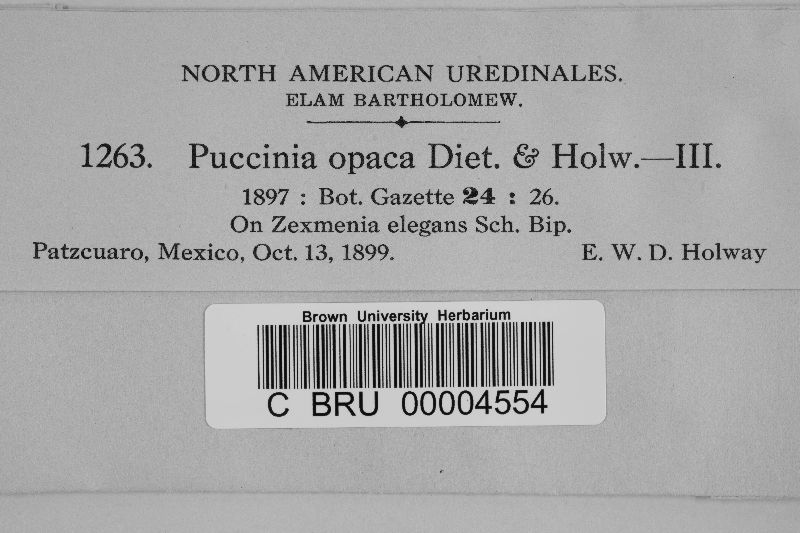 NORTH AMERICAN UREDINALES.
ELAM BARTHOLOMEW.
1263. Puccinia opaca Diet. & Holw.—III.
1897 : Bot. Gazette 24 : 26.
On Zexmenia elegans Sch. Bip.
Patzcuaro, Mexico, Oct. 13, 1899. E. W. D. Holway
Brown University Herbarium
C BRU 00004554